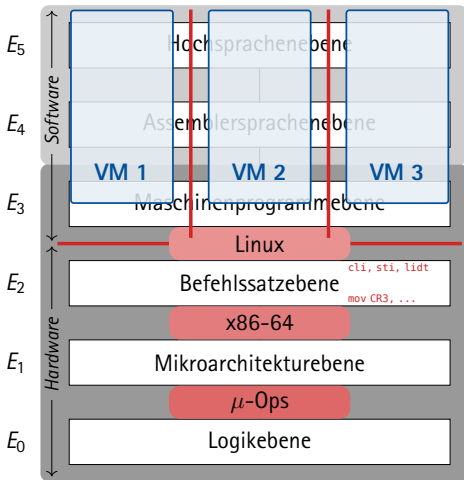 E5
Hochsprachenebene
Software
E4
Assemblersprachenebene
VM 1
VM 2
VM 3
E3
Maschinenprogrammebene
Linux
E2
Befehlssatzebene
cli, sti, lidt
mov CR3, ...
x86-64
Hardware
E1
Mikroarchitekturebene
μ-Ops
E0
Logikebene